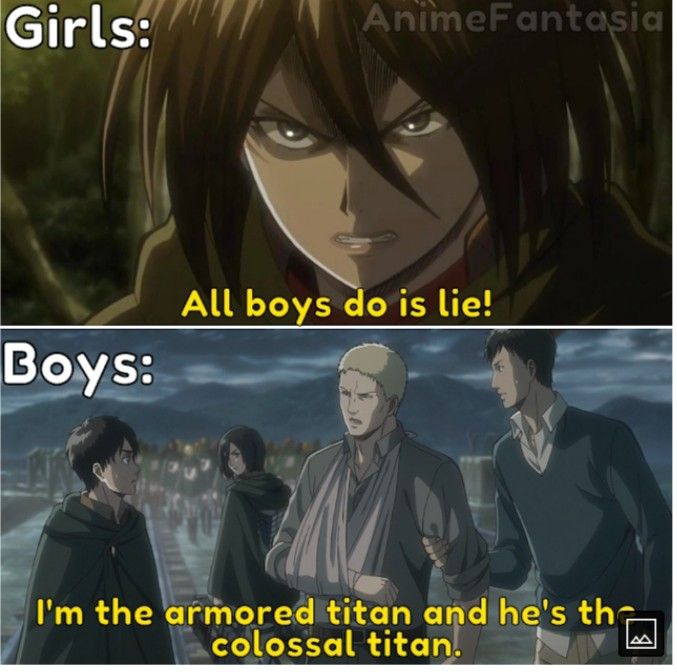 Girls:
AnimeFantasia
All boys do is lie!
Boys:
I'm the armored titan and he's the
colossal titan.